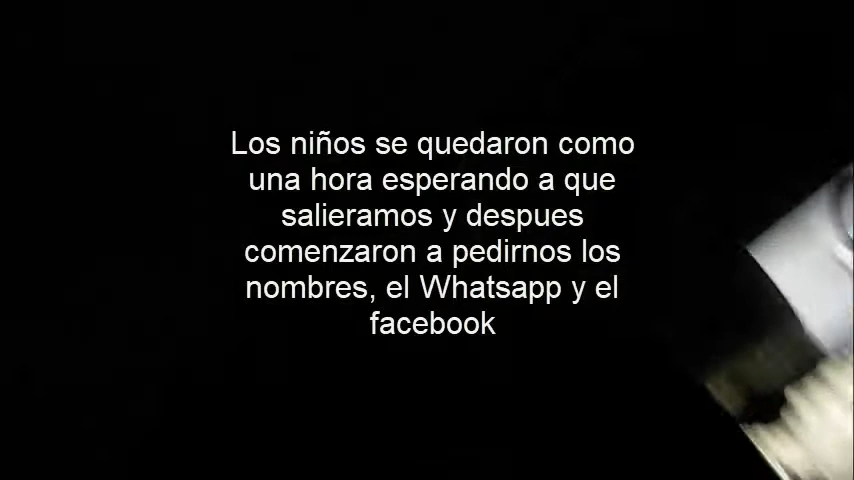 Los niños se quedaron como
una hora esperando a que
salieramos y despues
comenzaron a pedirnos los
nombres, el Whatsapp y el
facebook